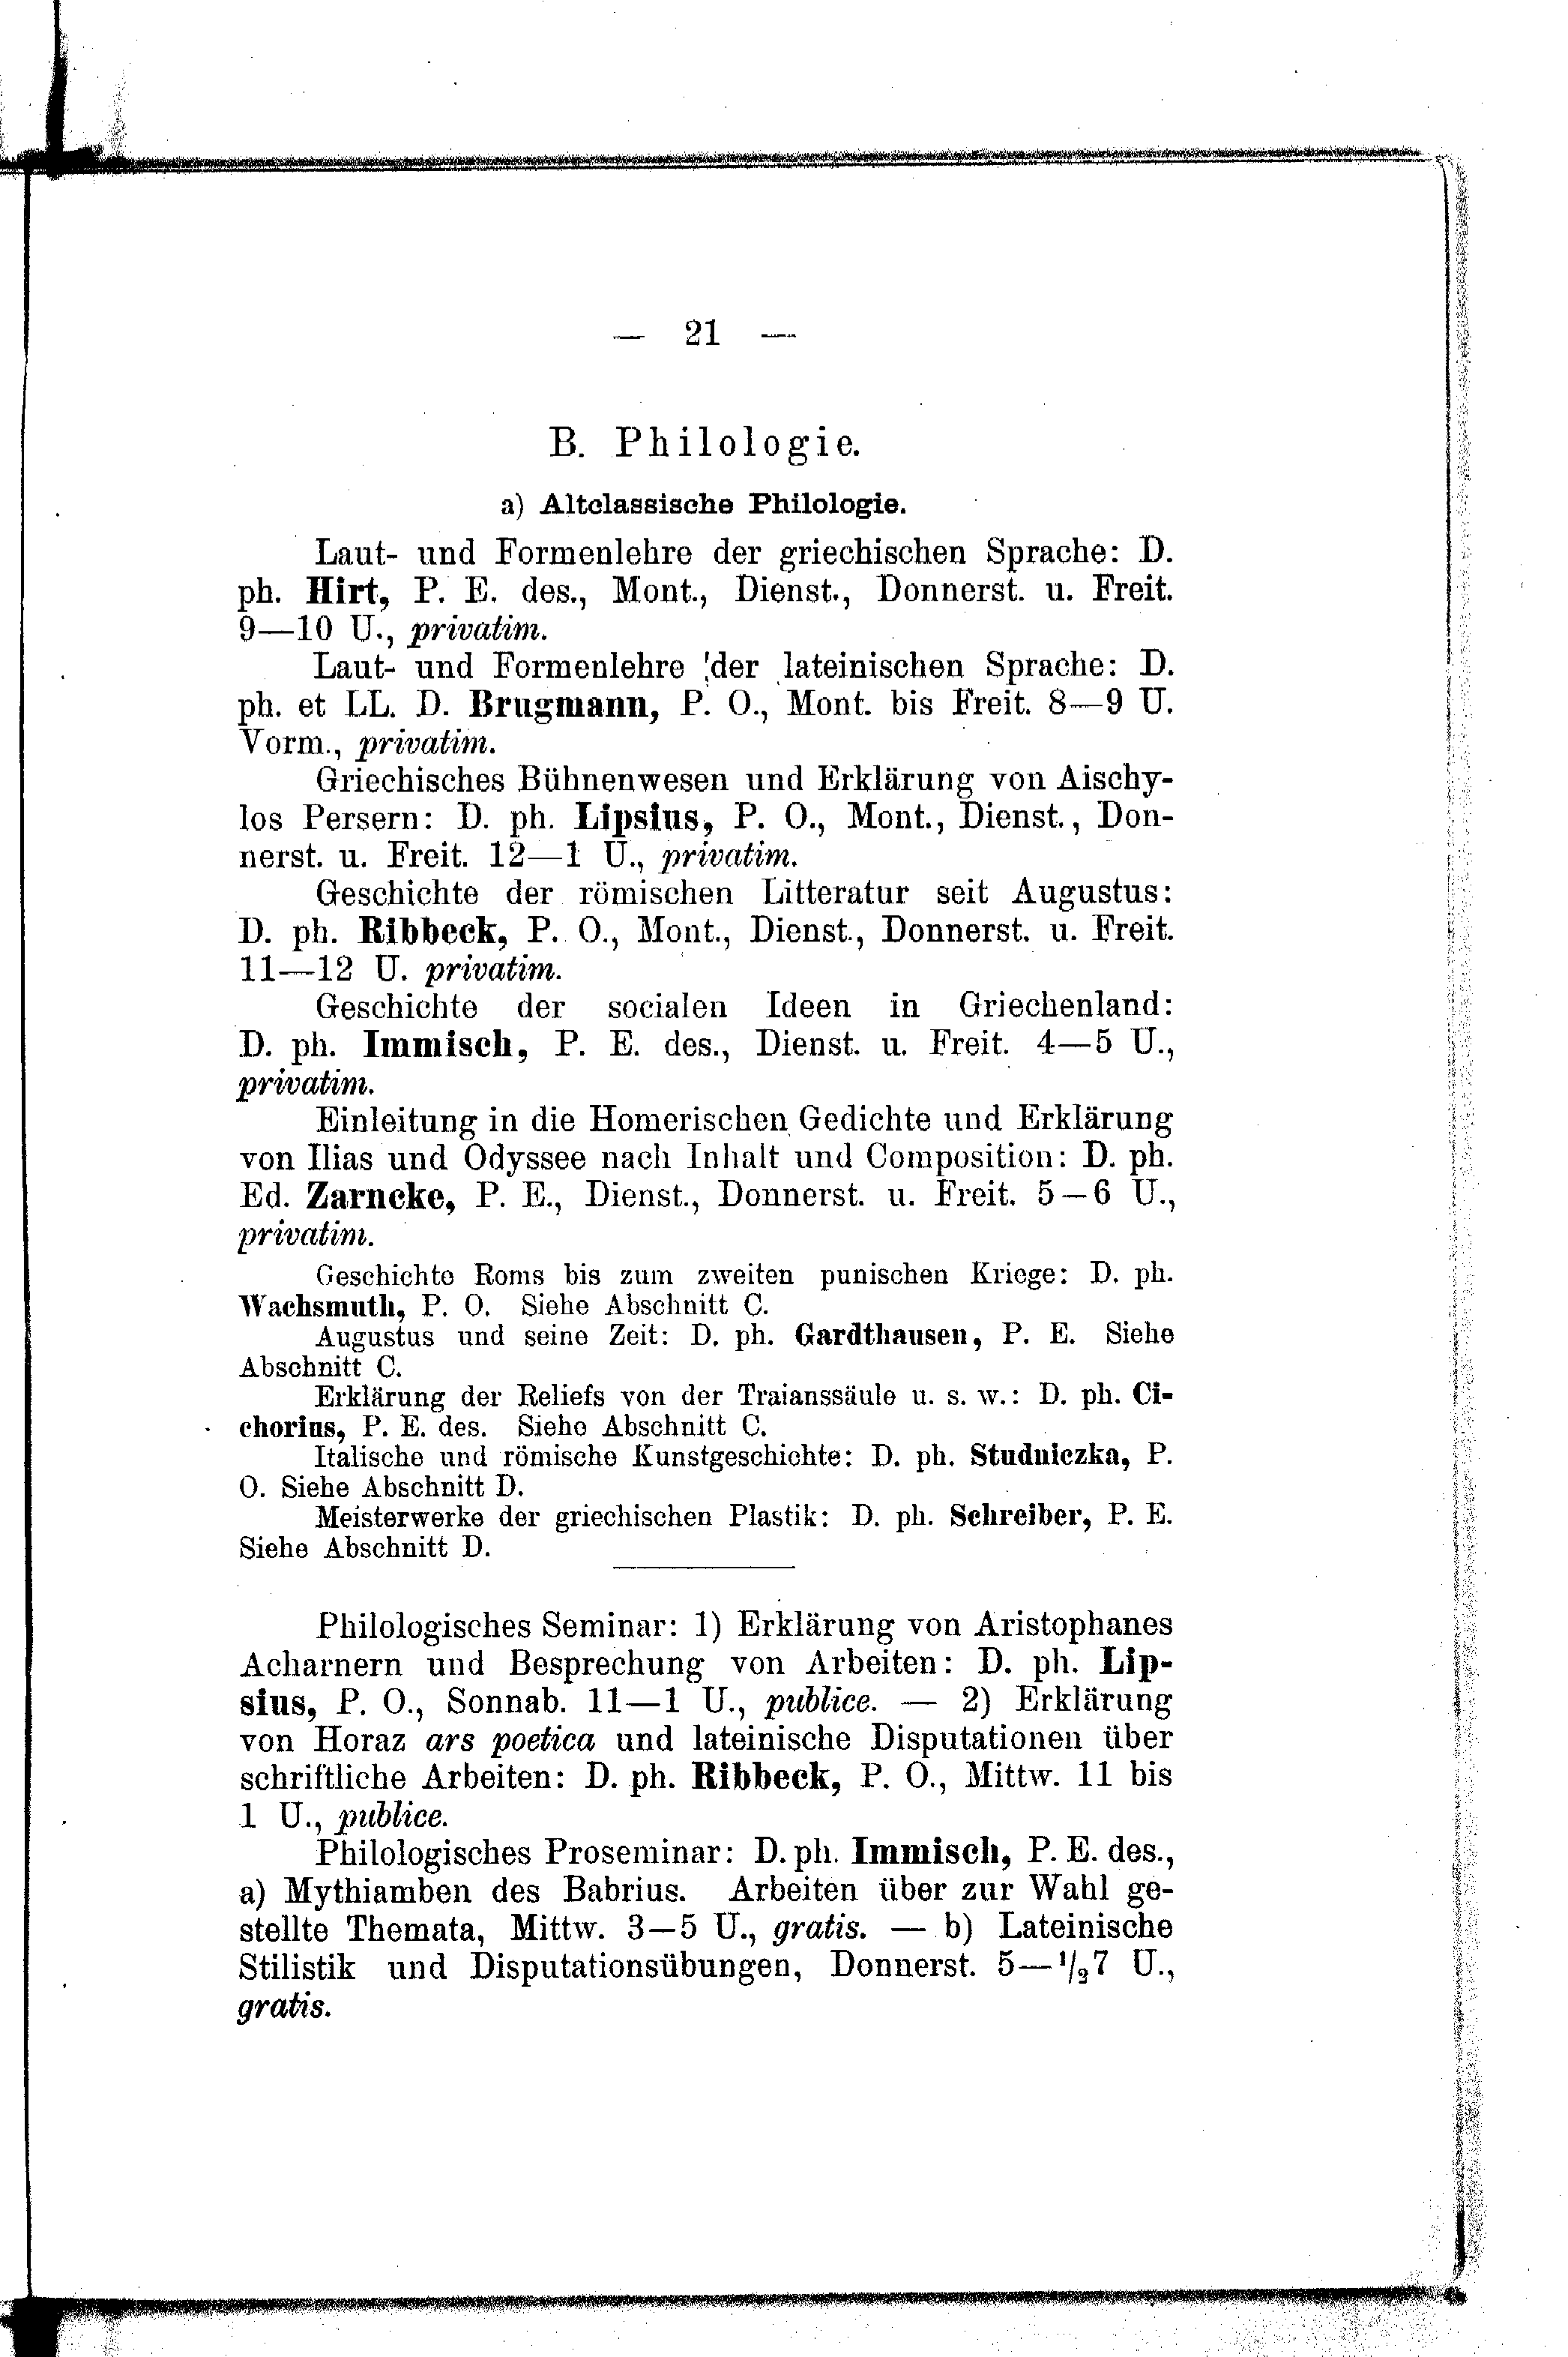 — 21 —
B. Philologie.
a) Altclassische Philologie.
Laut- und Formenlehre der griechischen Sprache: D.
ph. Hirt, P. E. des., Mont., Dienst., Donnerst. u. Freit.
9—10 U., privatim.
Laut- und Formenlehre der lateinischen Sprache: D.
ph. et LL. D. Brugmann, P. O., Mont. bis Freit. 8—9 U.
Vorm., privatim.
Griechisches Bühnenwesen und Erklärung von Aischy-
los Persern: D. ph. Lipsius, P. O., Mont., Dienst., Don-
nerst. u. Freit. 12—1 U., privatim.
Geschichte der römischen Litteratur seit Augustus:
D. ph. Ribbeck, P. O., Mont., Dienst., Donnerst. u. Freit.
11—12 U. privatim.
Geschichte der socialen Ideen in Griechenland:
D. ph. Immisch, P. E. des., Dienst. u. Freit. 4—5 U.,
privatim.
Einleitung in die Homerischen Gedichte und Erklärung
von Ilias und Odyssee nach Inhalt und Composition: D. ph.
Ed. Zarncke, P. E., Dienst., Donnerst. u. Freit. 5—6 U.,
privatim.
Geschichte Roms bis zum zweiten punischen Kriege: D. ph.
Wachsmuth, P. O. Siehe Abschnitt C.
Augustus und seine Zeit: D. ph. Gardthausen, P. E. Siehe
Abschnitt C.
Erklärung der Reliefs von der Traianssäule u. s. w.: D. ph. Ci-
chorius, P. E. des. Siehe Abschnitt C.
Italische und römische Kunstgeschichte: D. ph. Studniczka, P.
O. Siehe Abschnitt D.
Meisterwerke der griechischen Plastik: D. ph. Schreiber, P. E.
Siehe Abschnitt D.
Philologisches Seminar: 1) Erklärung von Aristophanes
Acharnern und Besprechung von Arbeiten: D. ph. Lip-
sius, P. O., Sonnab. 11—1 U., publice. — 2) Erklärung
von Horaz ars poetica und lateinische Disputationen über
schriftliche Arbeiten: D. ph. Ribbeck, P. O., Mittw. 11 bis
1 U., publice.
Philologisches Proseminar: D. ph. Immisch, P. E. des.,
a) Mythiamben des Babrius. Arbeiten über zur Wahl ge-
stellte Themata, Mittw. 3—5 U., gratis. — b) Lateinische
Stilistik und Disputationsübungen, Donnerst. 5—1/27 U.,
gratis.